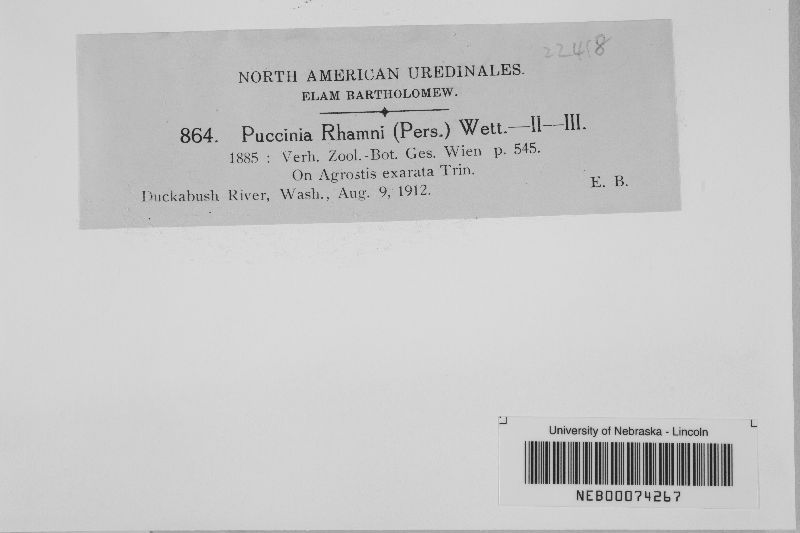 22418
NORTH AMERICAN UREDINALES.
ELAM BARTHOLOMEW.
864. Puccinia Rhamni (Pers.) Wett.—II—III.
1885 : Verh. Zool.-Bot. Ges. Wien p. 545.
On Agrostis exarata Trin.
Duckabush River, Wash., Aug. 9, 1912. E. B.
University of Nebraska - Lincoln
NEB00074267